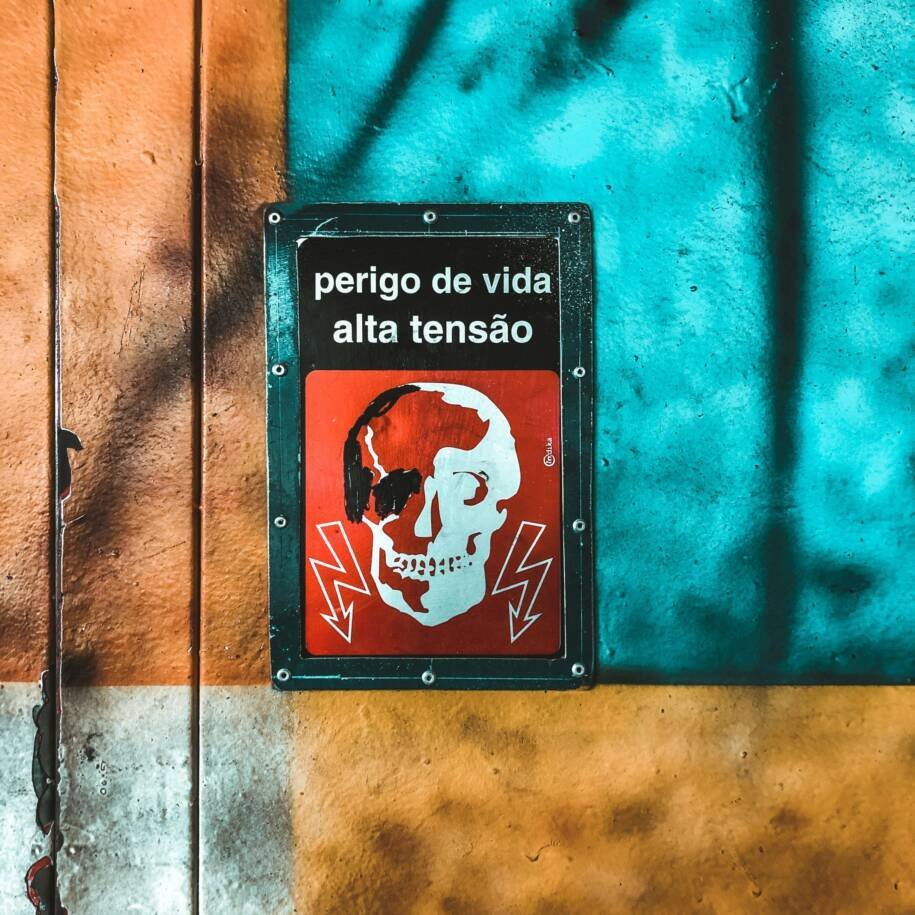 perigo de vida
alta tensão